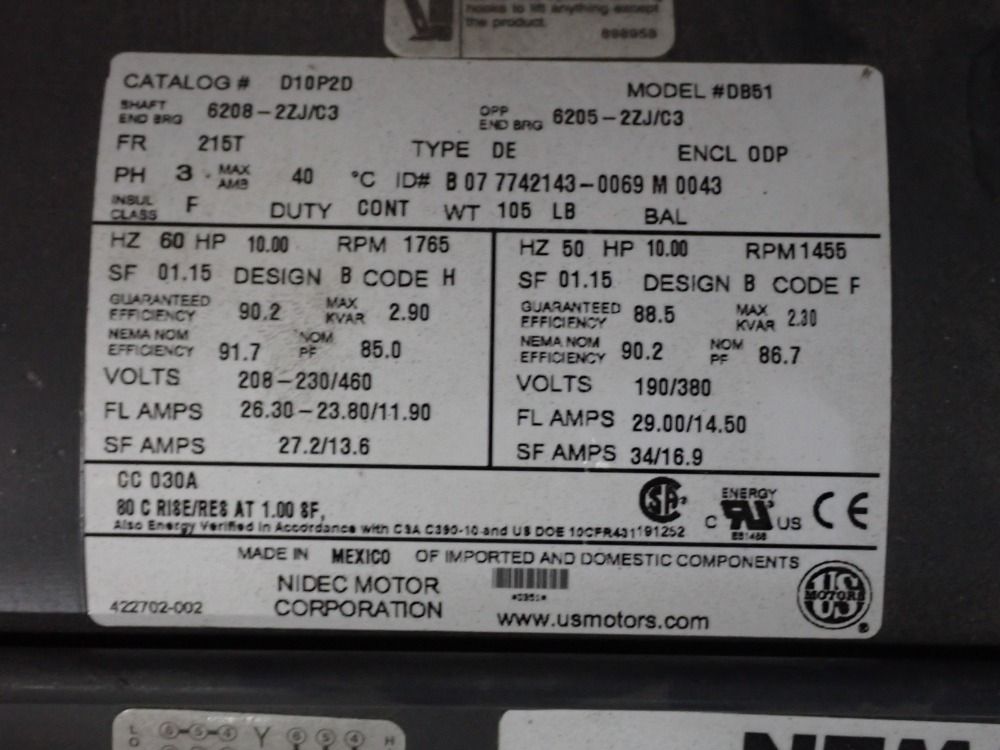 hooks to lift anything except
the product.
898958
CATALOG # D10P2D MODEL #DB51
SHAFT END BRG 6208-2ZJ/C3 OPP END BRG 6205-2ZJ/C3
FR 215T TYPE DE ENCL ODP
PH 3 MAX AMB 40 °C ID# B 07 7742143-0069 M 0043
INSUL CLASS F DUTY CONT WT 105 LB BAL
HZ 60 HP 10.00 RPM 1765
SF 01.15 DESIGN B CODE H
GUARANTEED EFFICIENCY 90.2 MAX KVAR 2.90
NEMA NOM EFFICIENCY 91.7 NOM PF 85.0
VOLTS 208-230/460
FL AMPS 26.30-23.80/11.90
SF AMPS 27.2/13.6
HZ 50 HP 10.00 RPM 1455
SF 01.15 DESIGN B CODE F
GUARANTEED EFFICIENCY 88.5 MAX KVAR 2.30
NEMA NOM EFFICIENCY 90.2 NOM PF 86.7
VOLTS 190/380
FL AMPS 29.00/14.50
SF AMPS 34/16.9
CC 030A
80 C RISE/RES AT 1.00 SF,
Also Energy Verified In Accordance with CSA C390-10 and US DOE 10CFR431 191252
SA ENERGY C US CE
MADE IN MEXICO OF IMPORTED AND DOMESTIC COMPONENTS
NIDEC MOTOR
CORPORATION
422702-002
www.usmotors.com
US MOTORS ®
L O 6-5-4 Y 6 5 4 H